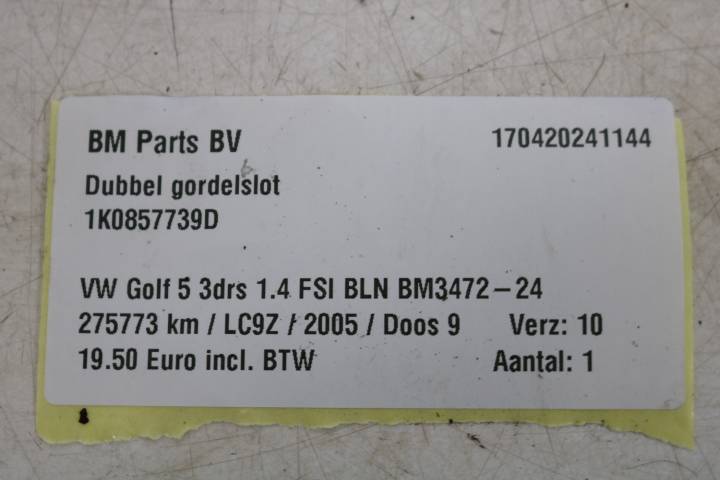 BM Parts BV 170420241144
Dubbel gordelslot
1K0857739D
VW Golf 5 3drs 1.4 FSI BLN BM3472-24
275773 km / LC9Z / 2005 / Doos 9 Verz: 10
19.50 Euro incl. BTW Aantal: 1